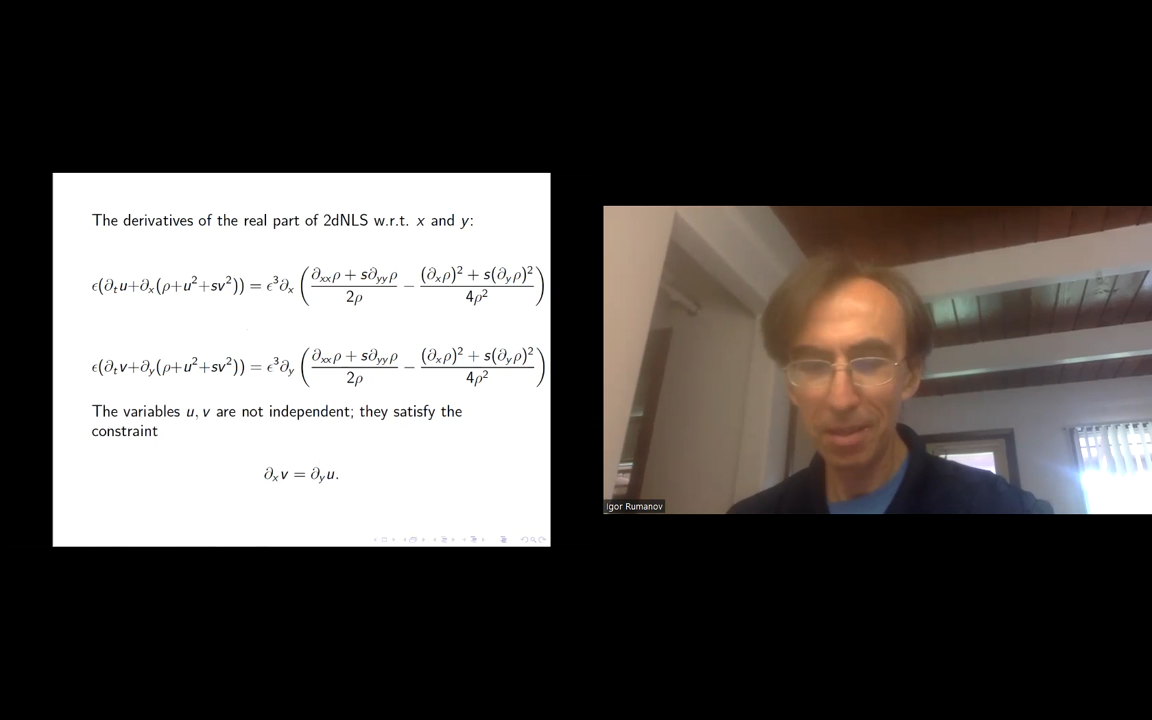 The derivatives of the real part of 2dNLS w.r.t. x and y:
ϵ(∂ₜu+∂ₓ(ρ+u²+sv²)) = ϵ³∂ₓ ( (∂ₓₓρ + s∂ᵧᵧρ)/(2ρ) − ((∂ₓρ)² + s(∂ᵧρ)²)/(4ρ²) )
ϵ(∂ₜv+∂ᵧ(ρ+u²+sv²)) = ϵ³∂ᵧ ( (∂ₓₓρ + s∂ᵧᵧρ)/(2ρ) − ((∂ₓρ)² + s(∂ᵧρ)²)/(4ρ²) )
The variables u, v are not independent; they satisfy the
constraint
∂ₓv = ∂ᵧu.
Igor Rumanov